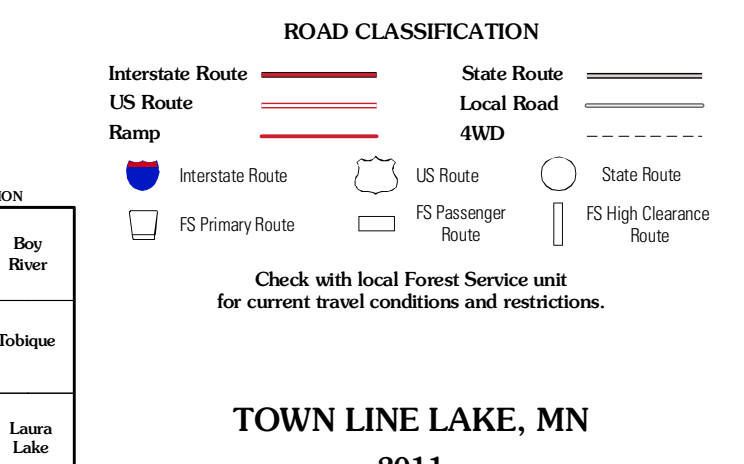 ROAD CLASSIFICATION
Interstate Route
State Route
US Route
Local Road
Ramp
4WD
Interstate Route
US Route
State Route
FS Primary Route
FS Passenger
Route
FS High Clearance
Route
Check with local Forest Service unit
for current travel conditions and restrictions.
Boy
River
Tobique
Laura
Lake
TOWN LINE LAKE, MN